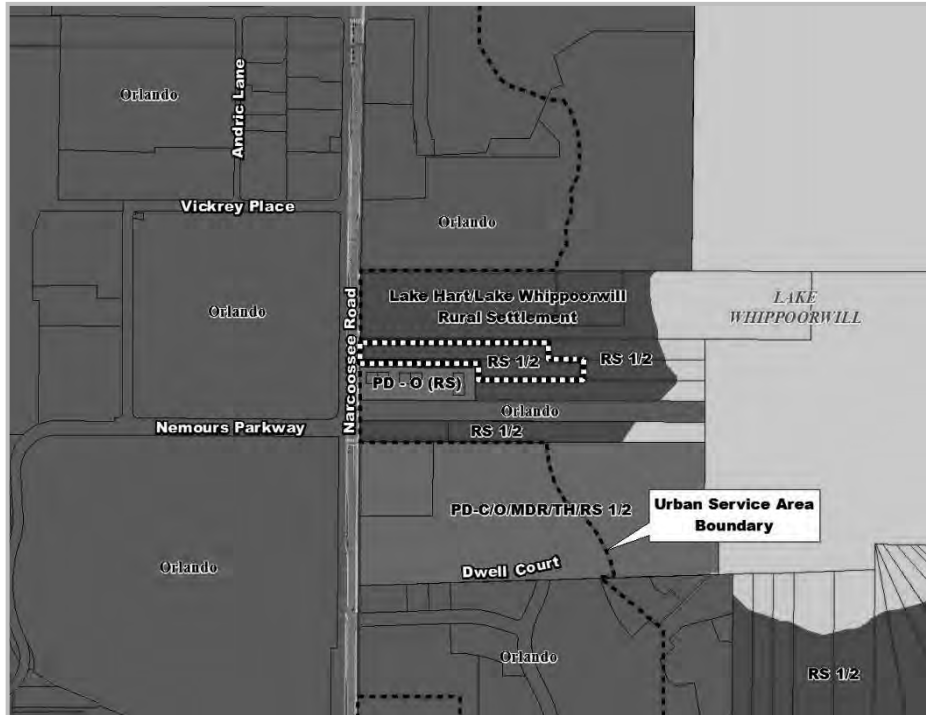 Orlando
Andric Lane
Vickrey Place
Orlando
Orlando
Narcoossee Road
Lake Hart/Lake Whippoorwill
Rural Settlement
LAKE
WHIPPOORWILL
RS 1/2
RS 1/2
PD - O (RS)
Orlando
Nemours Parkway
RS 1/2
PD-C/O/MDR/TH/RS 1/2
Urban Service Area
Boundary
Orlando
Dwell Court
Orlando
RS 1/2